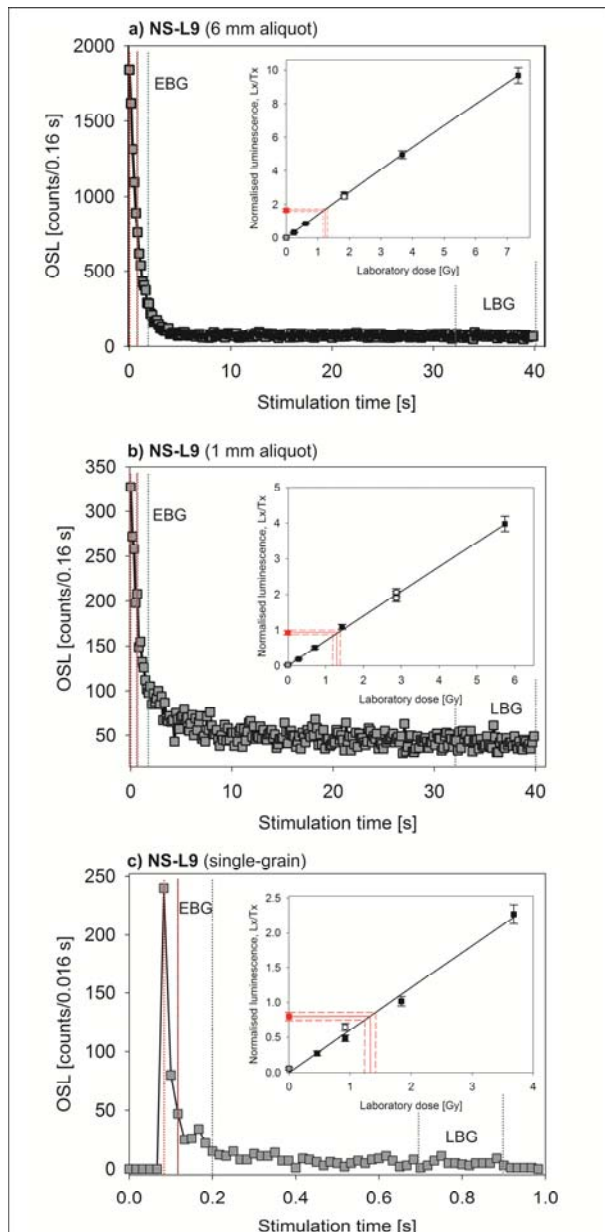 a) NS-L9 (6 mm aliquot)
2000
1500
1000
500
0
OSL [counts/0.16 s]
EBG
LBG
10
8
6
4
2
0
Normalised luminescence, Lx/Tx
0 1 2 3 4 5 6 7
Laboratory dose [Gy]
0 10 20 30 40
Stimulation time [s]
b) NS-L9 (1 mm aliquot)
350
300
250
200
150
100
50
OSL [counts/0.16 s]
EBG
LBG
5
4
3
2
1
0
Normalised luminescence, Lx/Tx
0 1 2 3 4 5 6
Laboratory dose [Gy]
0 10 20 30 40
Stimulation time [s]
c) NS-L9 (single-grain)
250
200
150
100
50
0
OSL [counts/0.016 s]
EBG
LBG
2.5
2.0
1.5
1.0
0.5
0.0
Normalised luminescence, Lx/Tx
0 1 2 3 4
Laboratory dose [Gy]
0.0 0.2 0.4 0.6 0.8 1.0
Stimulation time [s]